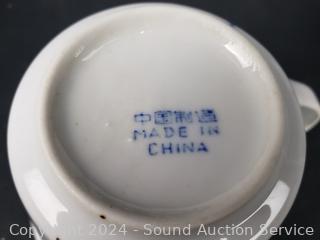 中国制造
MADE IN
CHINA
Copyright 2024 - Sound Auction Service